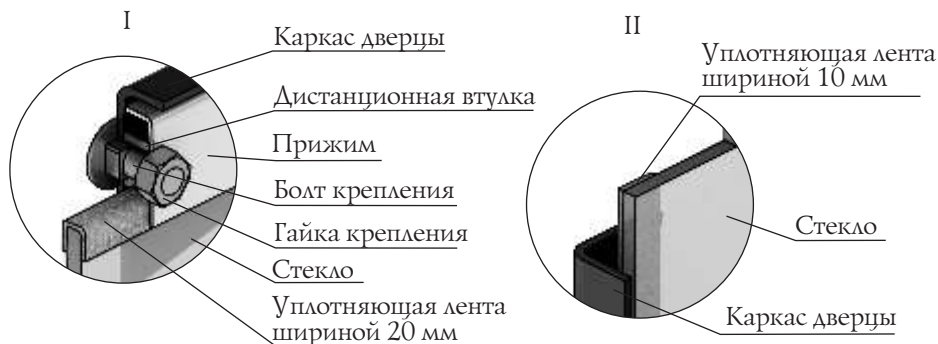 I
Каркас дверцы
Дистанционная втулка
Прижим
Болт крепления
Гайка крепления
Стекло
Уплотняющая лента
шириной 20 мм
II
Уплотняющая лента
шириной 10 мм
Стекло
Каркас дверцы